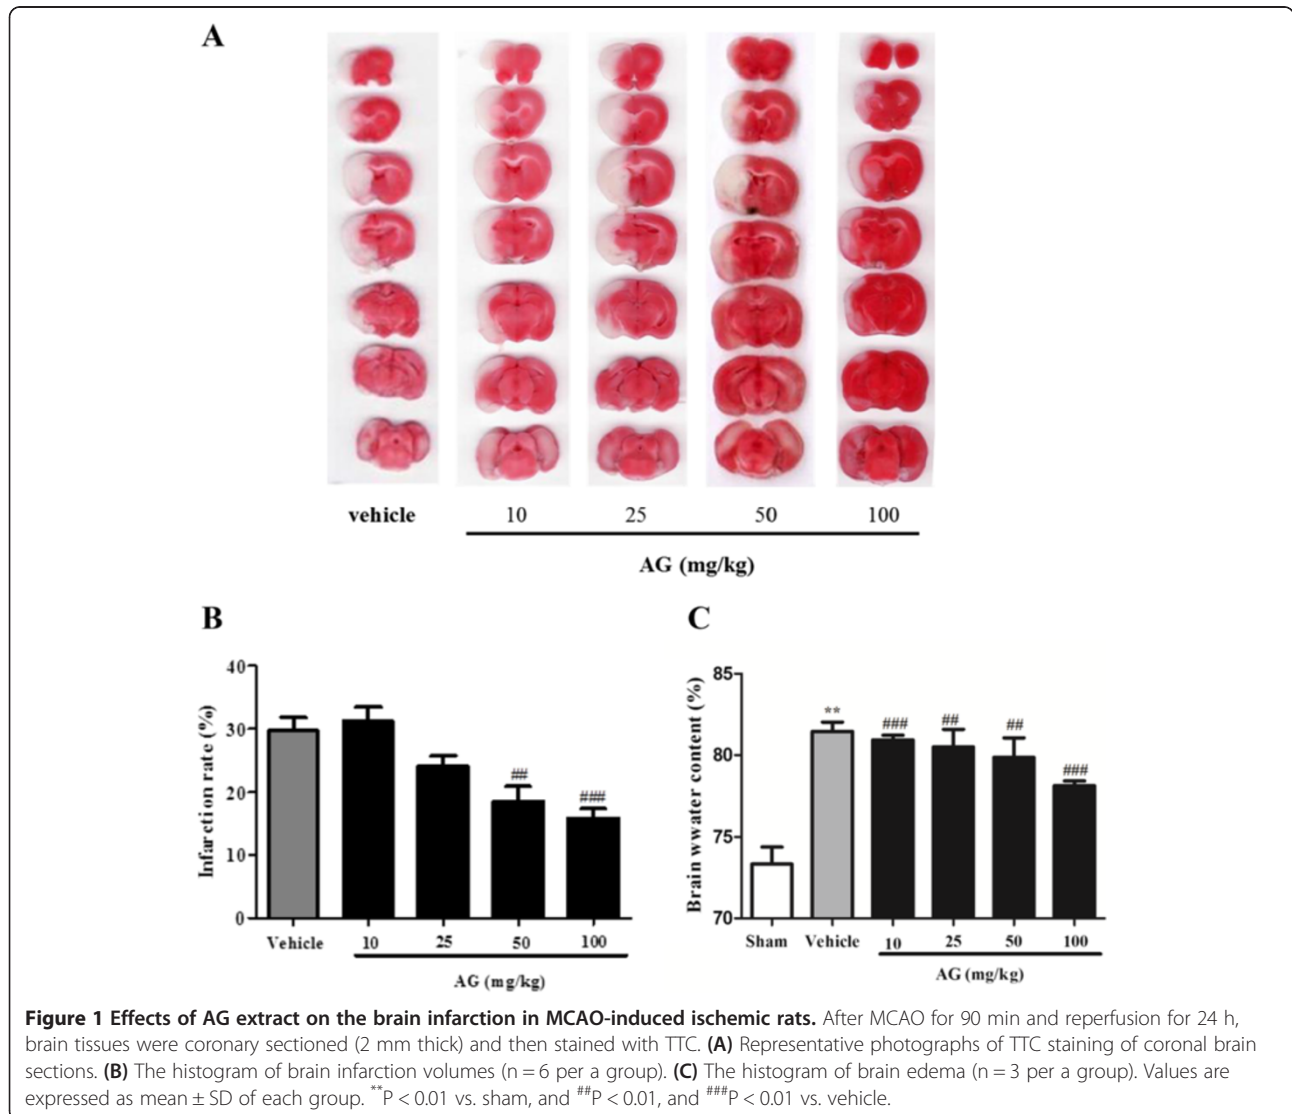 A
vehicle 10 25 50 100
AG (mg/kg)
B
Infarction rate (%)
40
30
20
10
0
## ###
Vehicle 10 25 50 100
AG (mg/kg)
C
Brain wwater content (%)
85
80
75
70
** ### ## ## ###
Sham Vehicle 10 25 50 100
AG (mg/kg)
Figure 1 Effects of AG extract on the brain infarction in MCAO-induced ischemic rats. After MCAO for 90 min and reperfusion for 24 h,
brain tissues were coronary sectioned (2 mm thick) and then stained with TTC. (A) Representative photographs of TTC staining of coronal brain
sections. (B) The histogram of brain infarction volumes (n = 6 per a group). (C) The histogram of brain edema (n = 3 per a group). Values are
expressed as mean ± SD of each group. **P < 0.01 vs. sham, and ##P < 0.01, and ###P < 0.01 vs. vehicle.